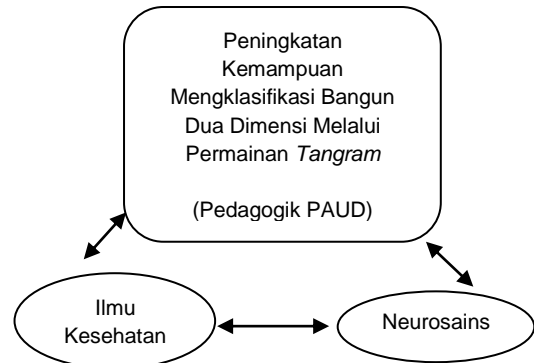 Peningkatan
Kemampuan
Mengklasifikasi Bangun
Dua Dimensi Melalui
Permainan Tangram
(Pedagogik PAUD)
Ilmu
Kesehatan
Neurosains